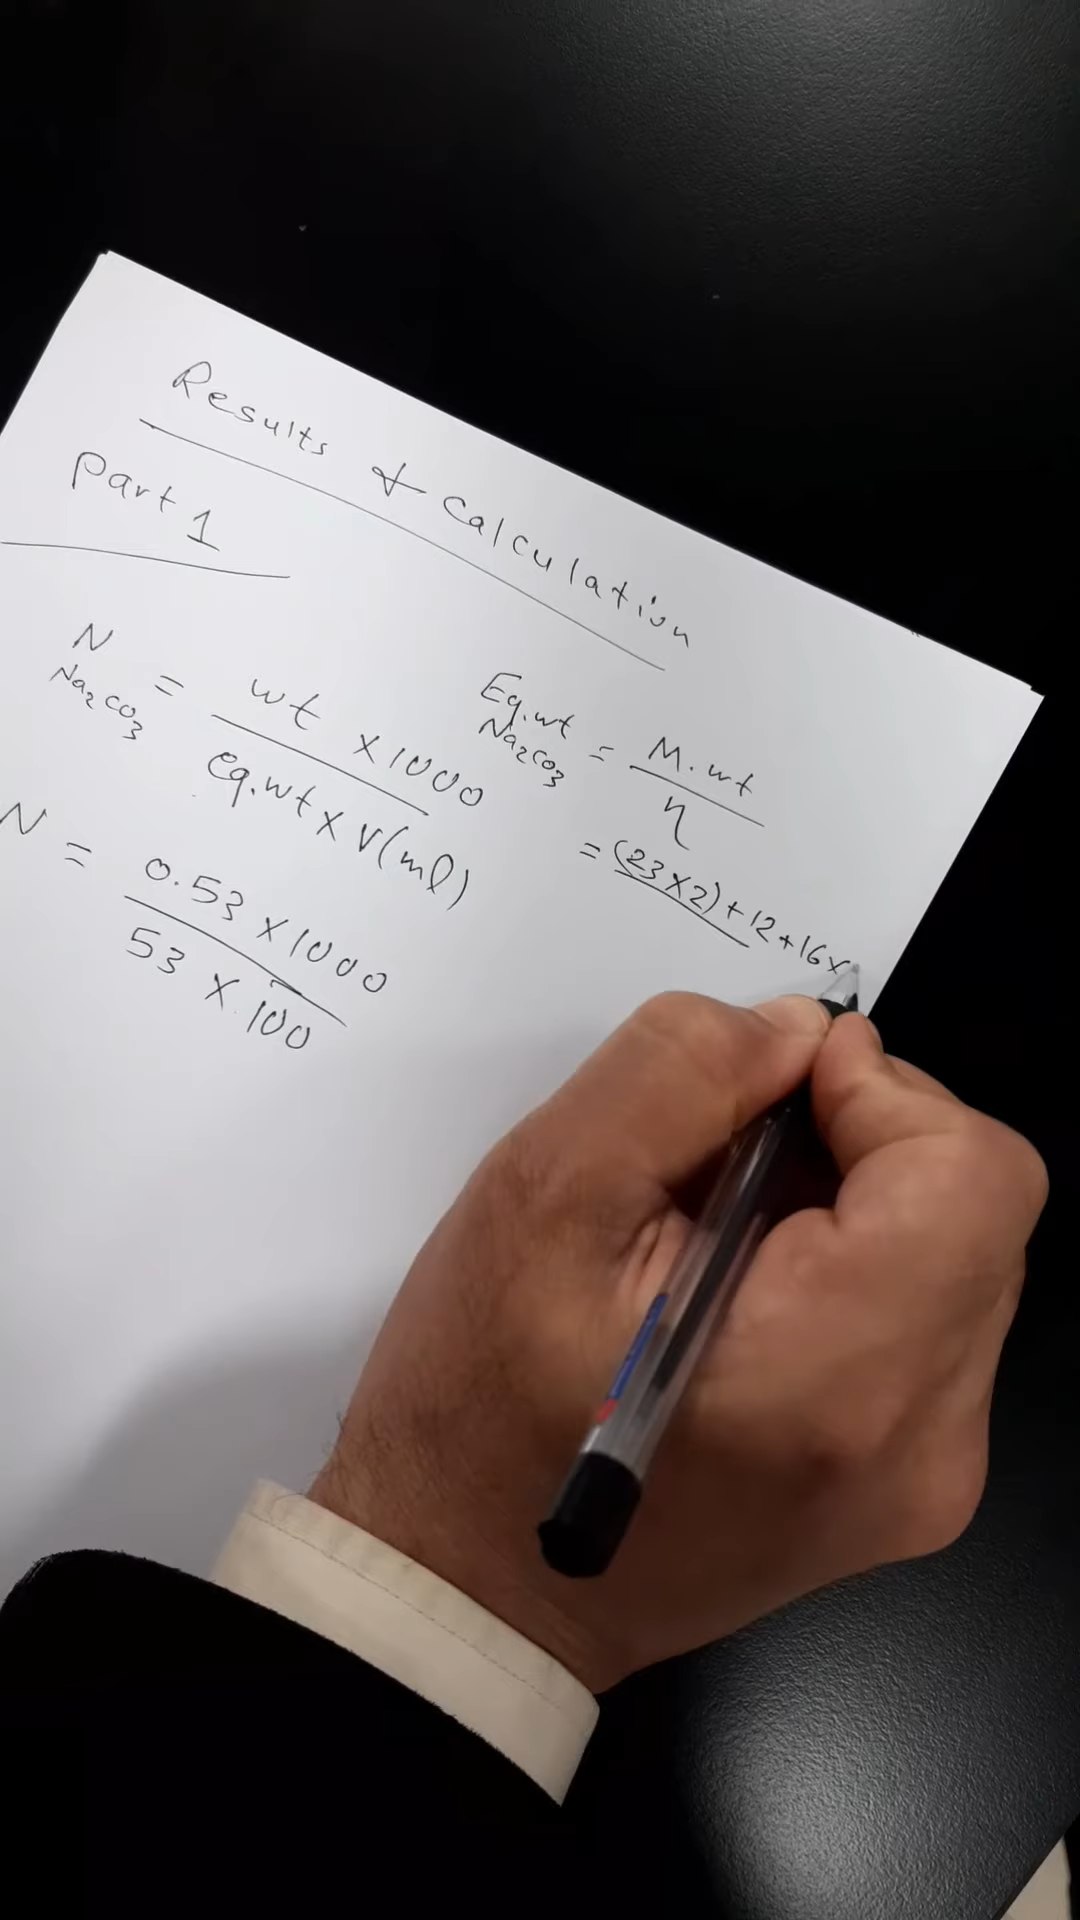 Results & Calculation
Part 1
N Na₂CO₃ = wt × 1000 / eq.wt × V(ml)
Eq.wt Na₂CO₃ = M.wt / η
= (23×2) + 12 + 16×
N = 0.53 × 1000 / 53 × 100